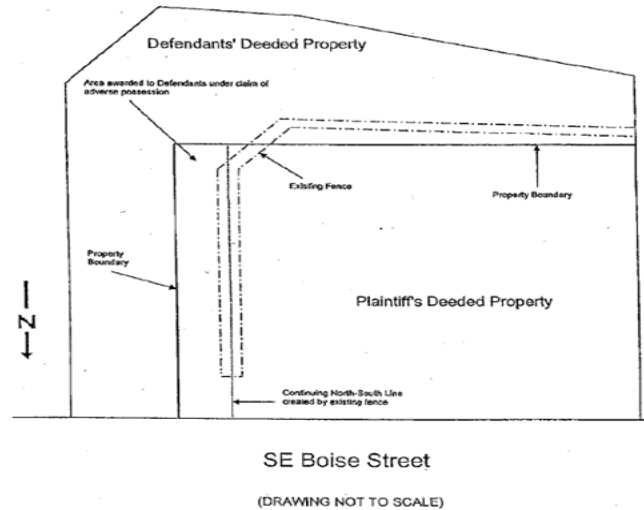 Defendants' Deeded Property
Area awarded to Defendants under claim of
adverse possession
Existing Fence
Property Boundary
Property
Boundary
Plaintiff's Deeded Property
N
Continuing North-South Line
created by existing fence
SE Boise Street
(DRAWING NOT TO SCALE)